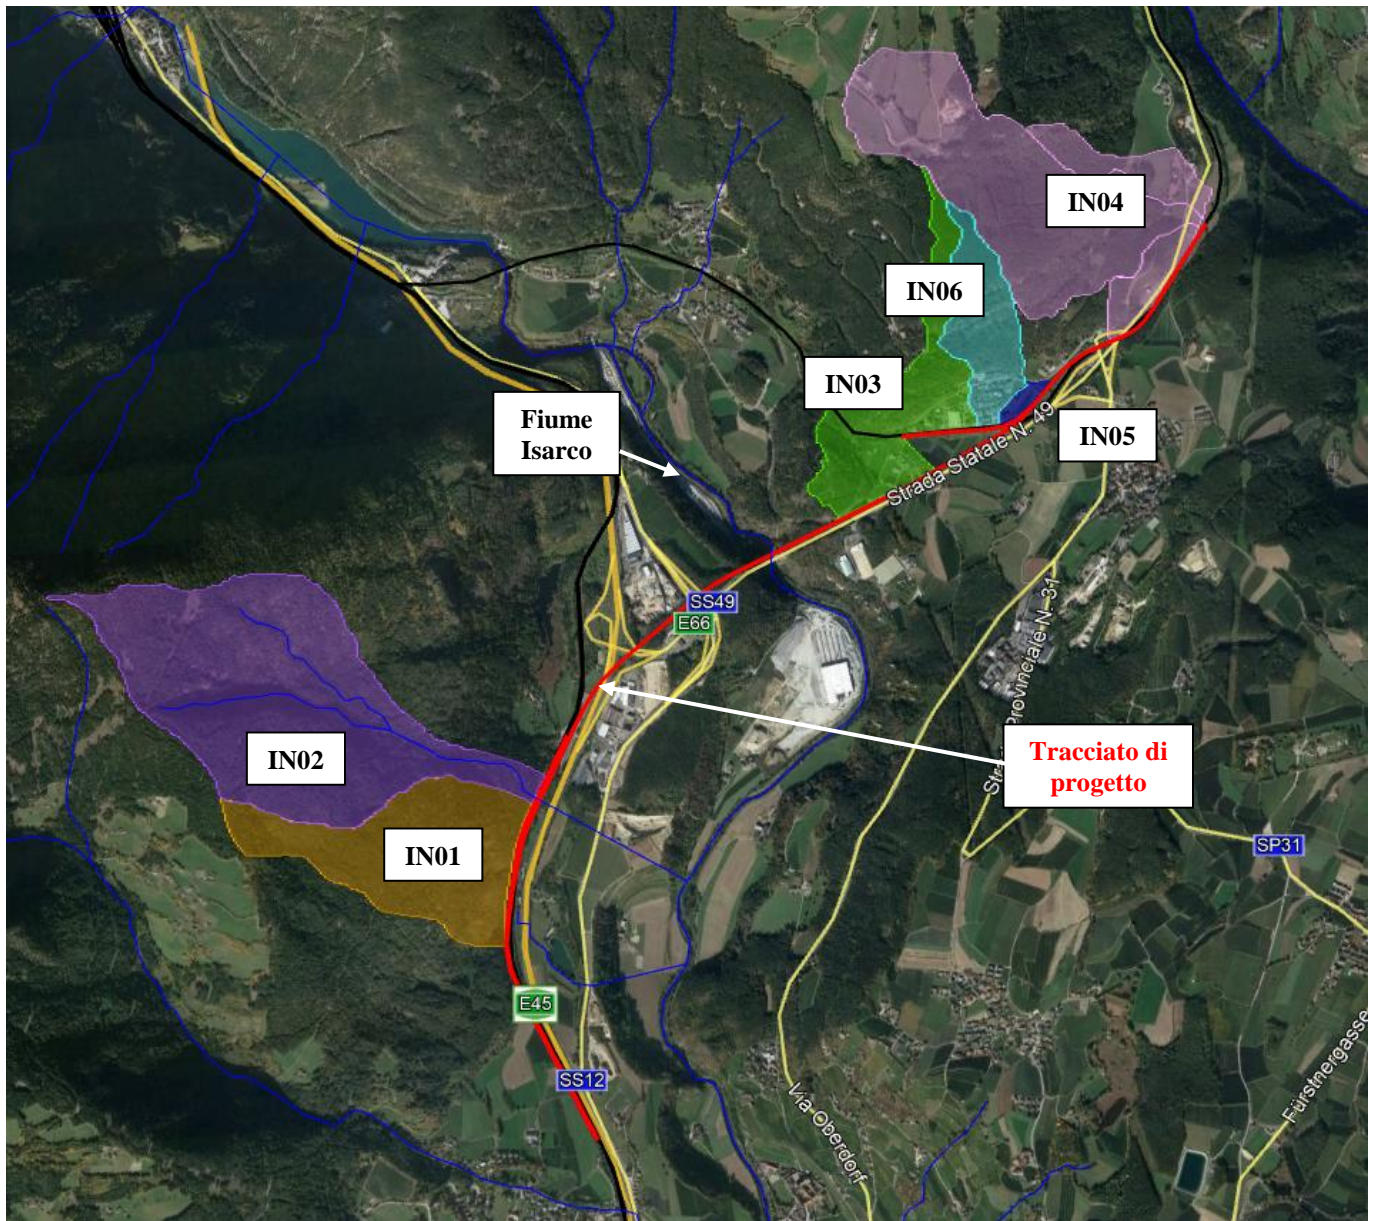 IN04
IN06
IN03
Fiume
Isarco
IN05
Strada Statale N. 49
SS49
E66
Provinciale N. 31
IN02
Tracciato di
progetto
IN01
SP31
E45
SS12
Via Oberdorf
Fürstnergasse